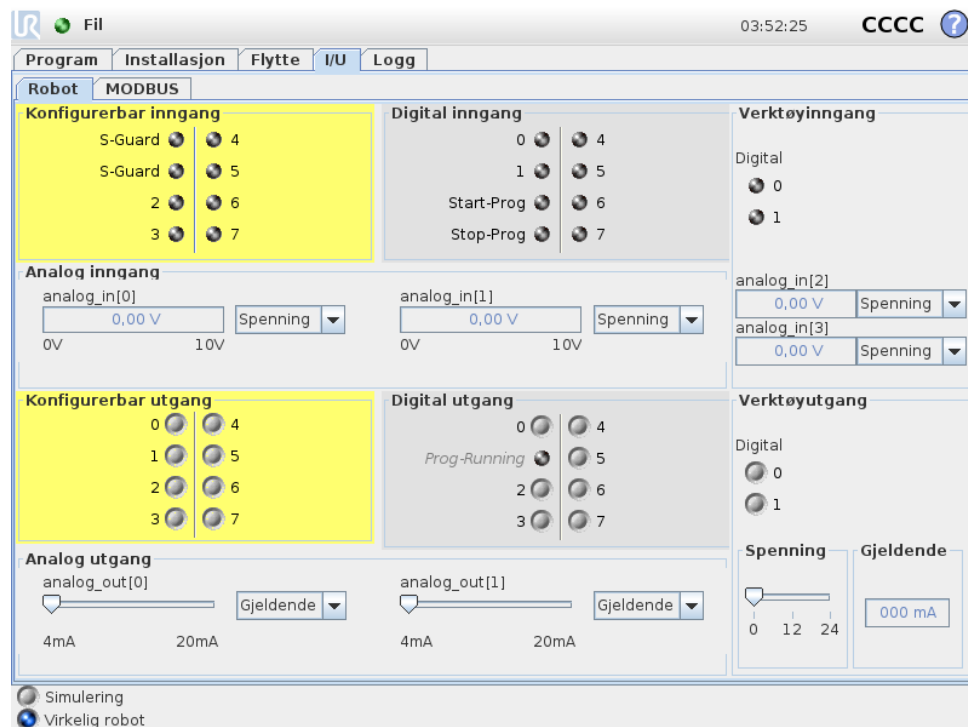 UR Fil 03:52:25 CCCC ?
Program Installasjon Flytte I/U Logg
Robot MODBUS
Konfigurerbar inngang
S-Guard 4
S-Guard 5
2 6
3 7
Digital inngang
0 4
1 5
Start-Prog 6
Stop-Prog 7
Verktøyinngang
Digital
0
1
analog_in[2]
0,00 V Spenning
analog_in[3]
0,00 V Spenning
Analog inngang
analog_in[0]
0,00 V Spenning
0V 10V
analog_in[1]
0,00 V Spenning
0V 10V
Konfigurerbar utgang
0 4
1 5
2 6
3 7
Digital utgang
0 4
Prog-Running 5
2 6
3 7
Verktøyutgang
Digital
0
1
Spenning
0 12 24
Gjeldende
000 mA
Analog utgang
analog_out[0]
Gjeldende
4mA 20mA
analog_out[1]
Gjeldende
4mA 20mA
Simulering
Virkelig robot